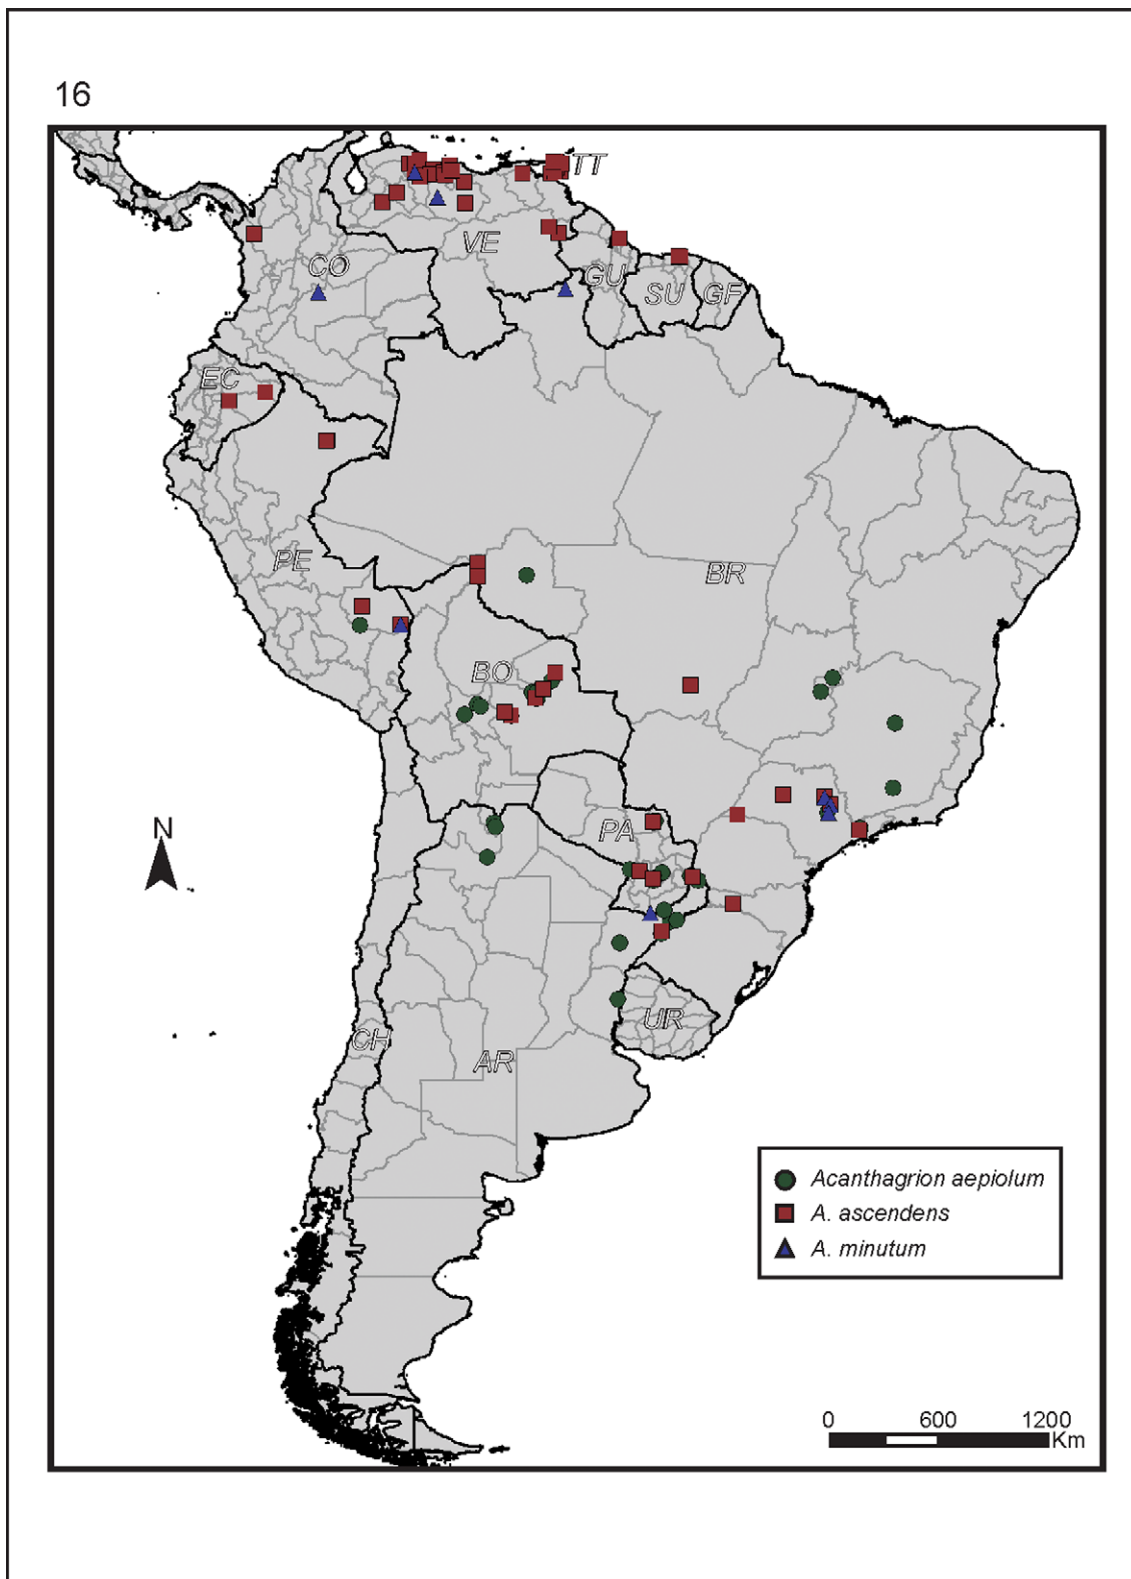 16
TT
VE
CO
GU
SU
GF
EC
PE
BR
BO
PA
UR
CH
AR
N
Acanthagrion aepiolum
A. ascendens
A. minutum
0 600 1200
Km